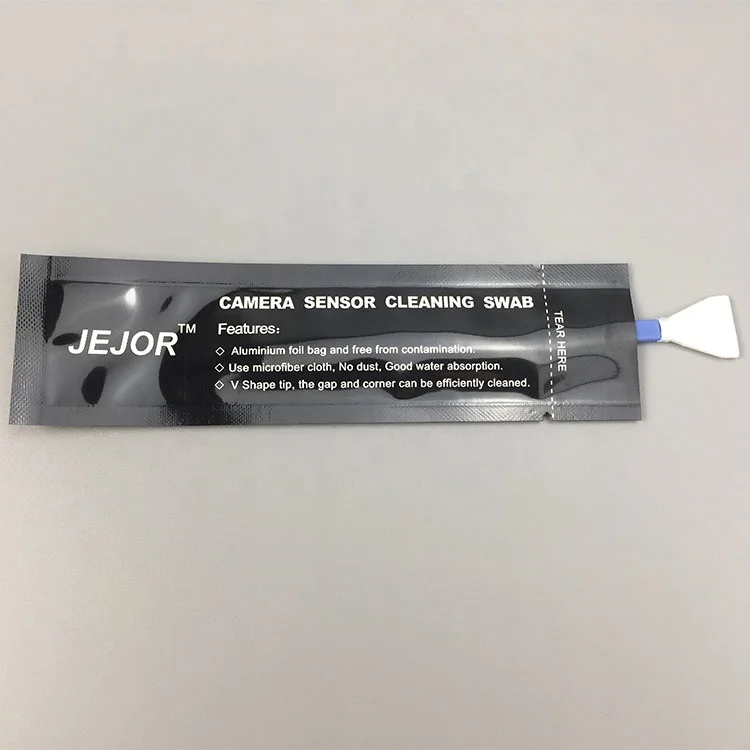 CAMERA SENSOR CLEANING SWAB
JEJOR™
Features:
◇ Aluminium foil bag and free from contamination.
◇ Use microfiber cloth, No dust, Good water absorption.
◇ V Shape tip, the gap and corner can be efficiently cleaned.
TEAR HERE